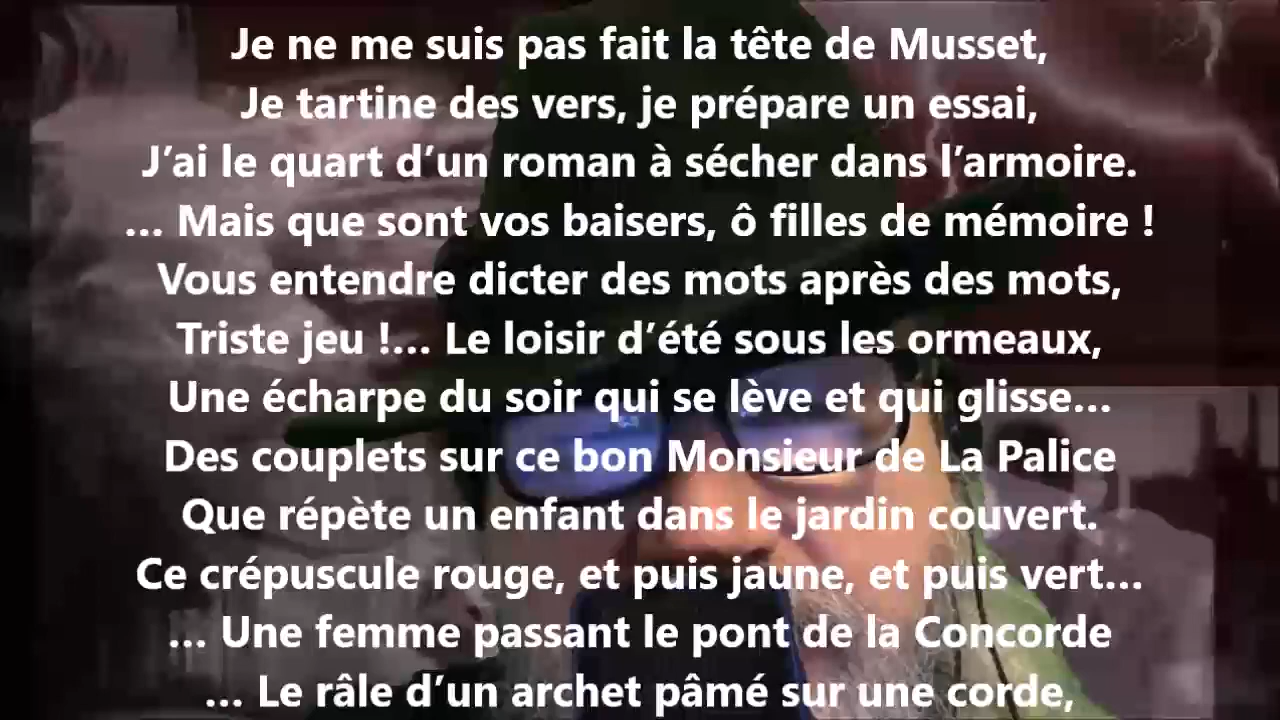 Je ne me suis pas fait la tête de Musset,
Je tartine des vers, je prépare un essai,
J’ai le quart d’un roman à sécher dans l’armoire.
... Mais que sont vos baisers, ô filles de mémoire !
Vous entendre dicter des mots après des mots,
Triste jeu !... Le loisir d’été sous les ormeaux,
Une écharpe du soir qui se lève et qui glisse...
Des couplets sur ce bon Monsieur de La Palice
Que répète un enfant dans le jardin couvert.
Ce crépuscule rouge, et puis jaune, et puis vert...
... Une femme passant le pont de la Concorde
... Le râle d’un archet pâmé sur une corde,